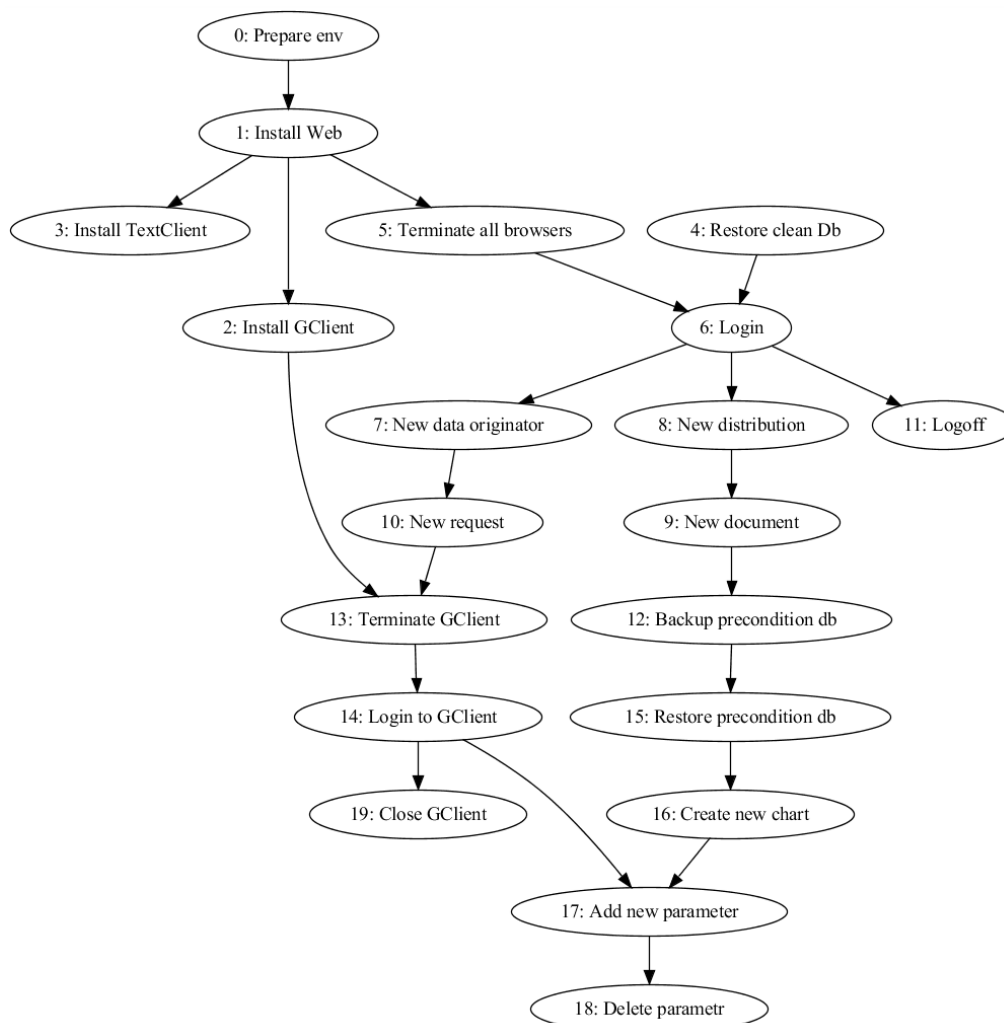 0: Prepare env
1: Install Web
3: Install TextClient
5: Terminate all browsers
4: Restore clean Db
2: Install GClient
6: Login
7: New data originator
8: New distribution
11: Logoff
10: New request
9: New document
13: Terminate GClient
12: Backup precondition db
14: Login to GClient
15: Restore precondition db
19: Close GClient
16: Create new chart
17: Add new parameter
18: Delete parametr